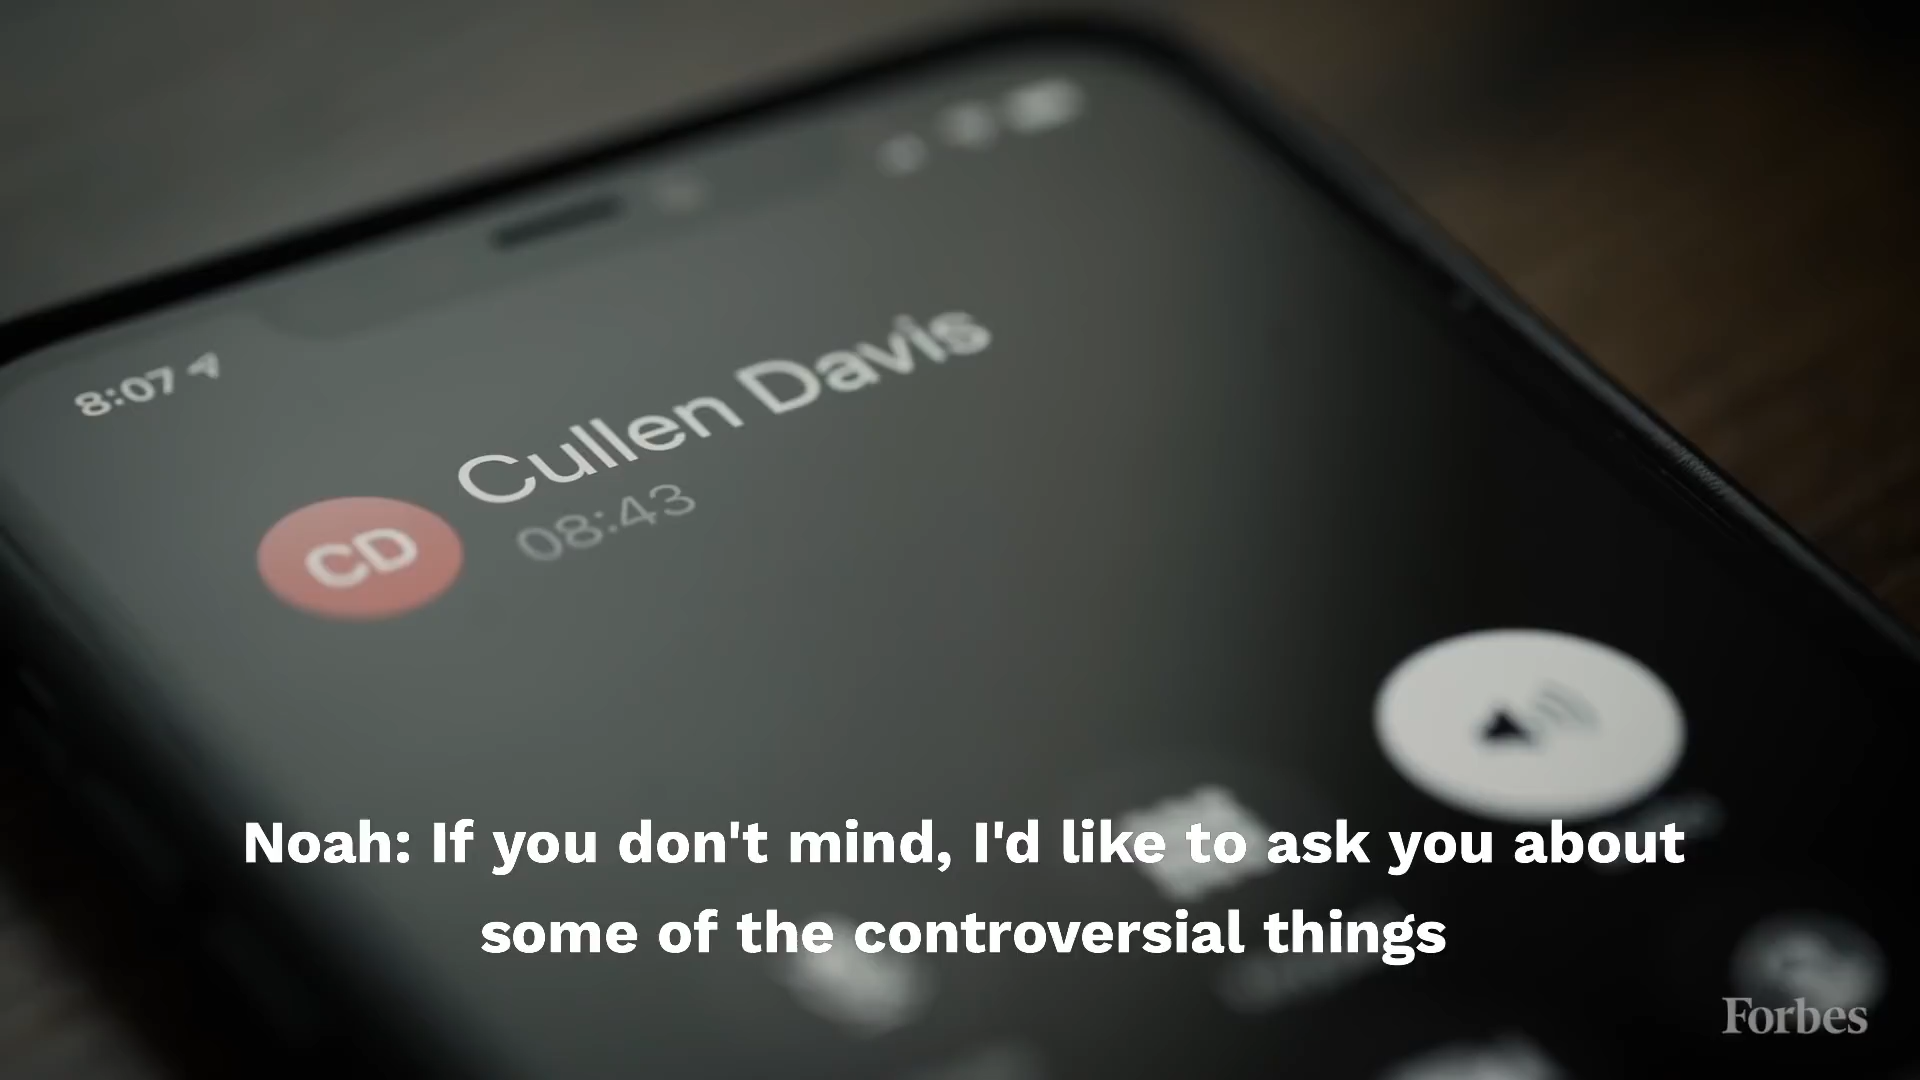 8:07
Cullen Davis
08:43
CD
Noah: If you don't mind, I'd like to ask you about
some of the controversial things
Forbes